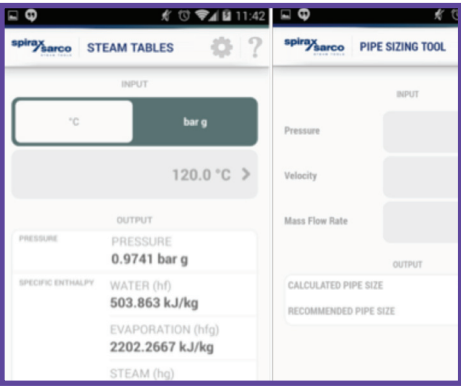 11:42
spirax sarco STEAM TABLES ?
INPUT
°C bar g
120.0 °C >
OUTPUT
PRESSURE PRESSURE
0.9741 bar g
SPECIFIC ENTHALPY WATER (hf)
503.863 kJ/kg
EVAPORATION (hfg)
2202.2667 kJ/kg
STEAM (hg)
spirax sarco PIPE SIZING TOOL
INPUT
Pressure
Velocity
Mass Flow Rate
OUTPUT
CALCULATED PIPE SIZE
RECOMMENDED PIPE SIZE